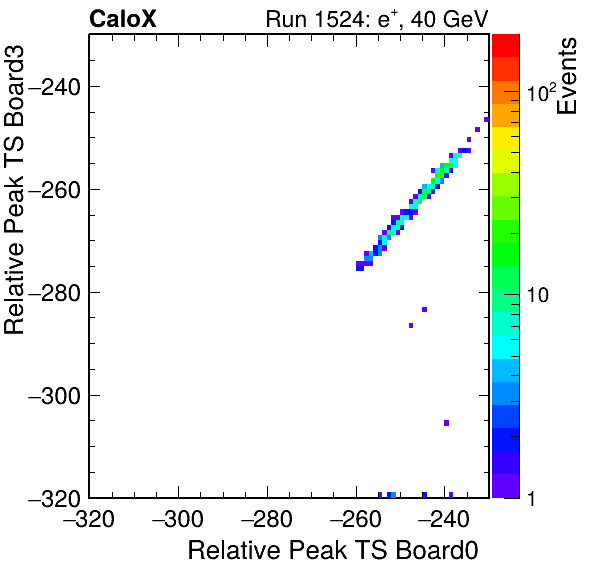 CaloX Run 1524: e⁺, 40 GeV
Relative Peak TS Board3
−240
−260
−280
−300
−320
−320 −300 −280 −260 −240
Relative Peak TS Board0
Events
10²
10
1